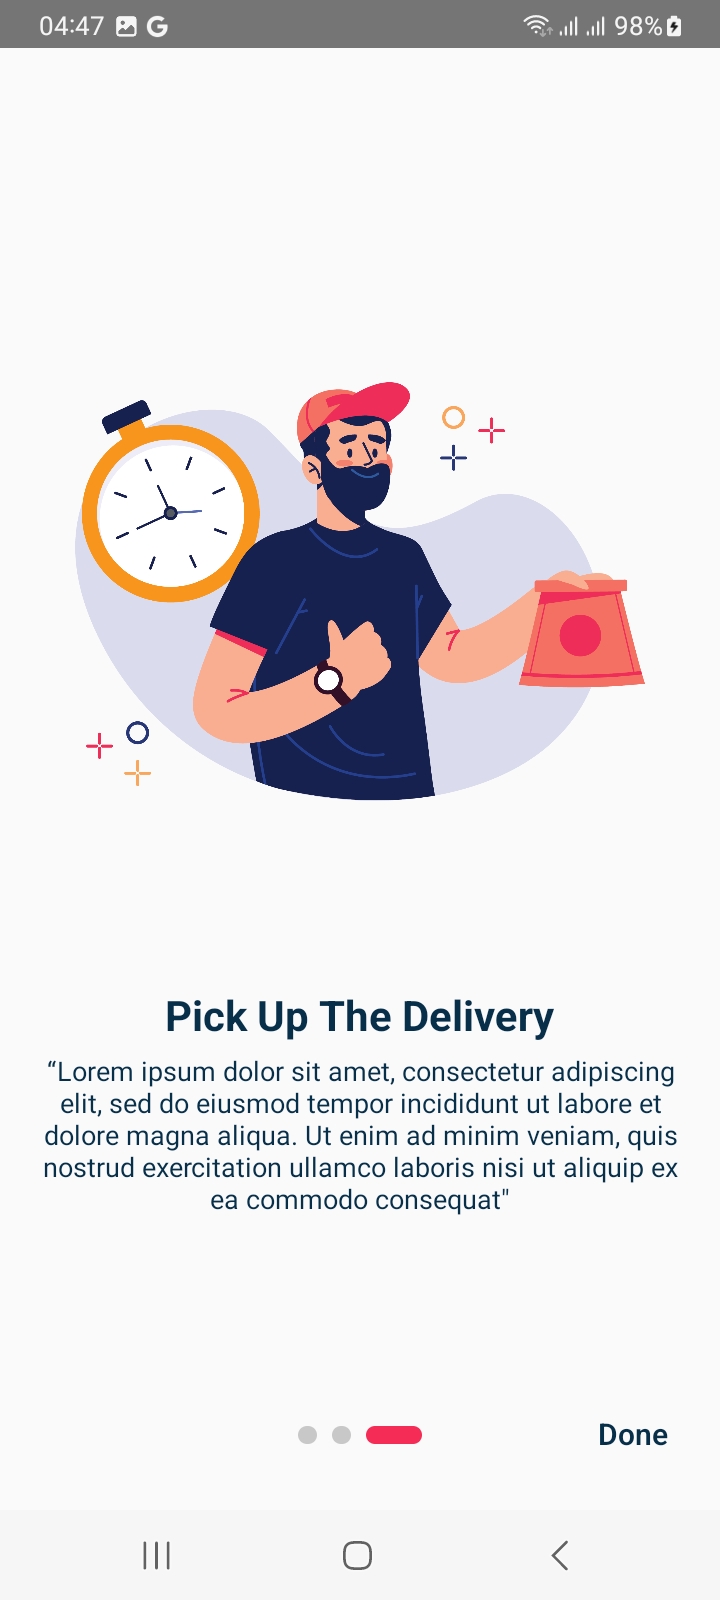 04:47 G 98%
Pick Up The Delivery
“Lorem ipsum dolor sit amet, consectetur adipiscing
elit, sed do eiusmod tempor incididunt ut labore et
dolore magna aliqua. Ut enim ad minim veniam, quis
nostrud exercitation ullamco laboris nisi ut aliquip ex
ea commodo consequat"
Done